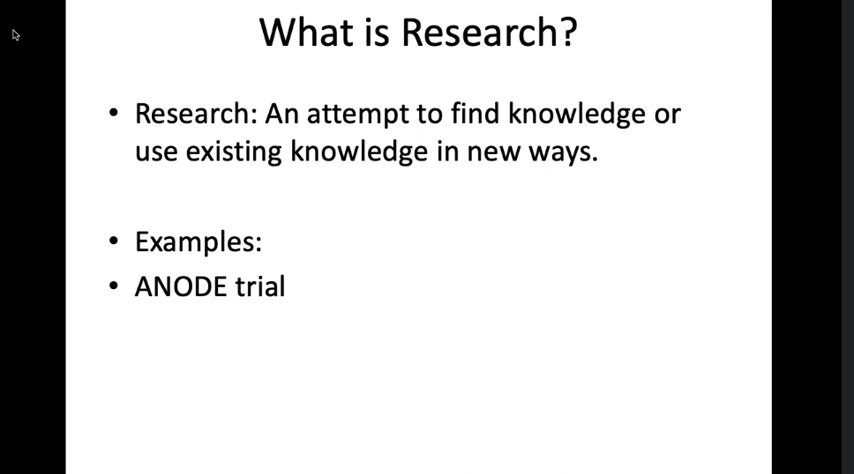 What is Research?
• Research: An attempt to find knowledge or
use existing knowledge in new ways.
• Examples:
• ANODE trial